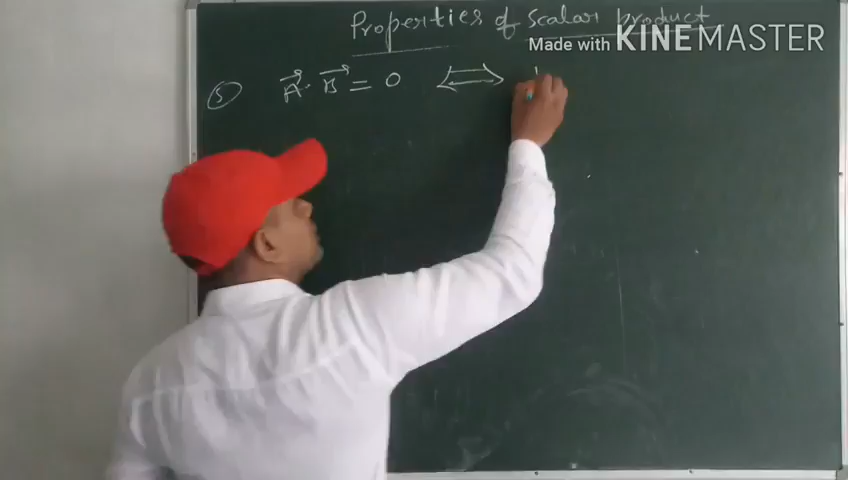 Properties of scalar product
Made with KINEMASTER
⑤ A⃗ · B⃗ = 0 ⟺